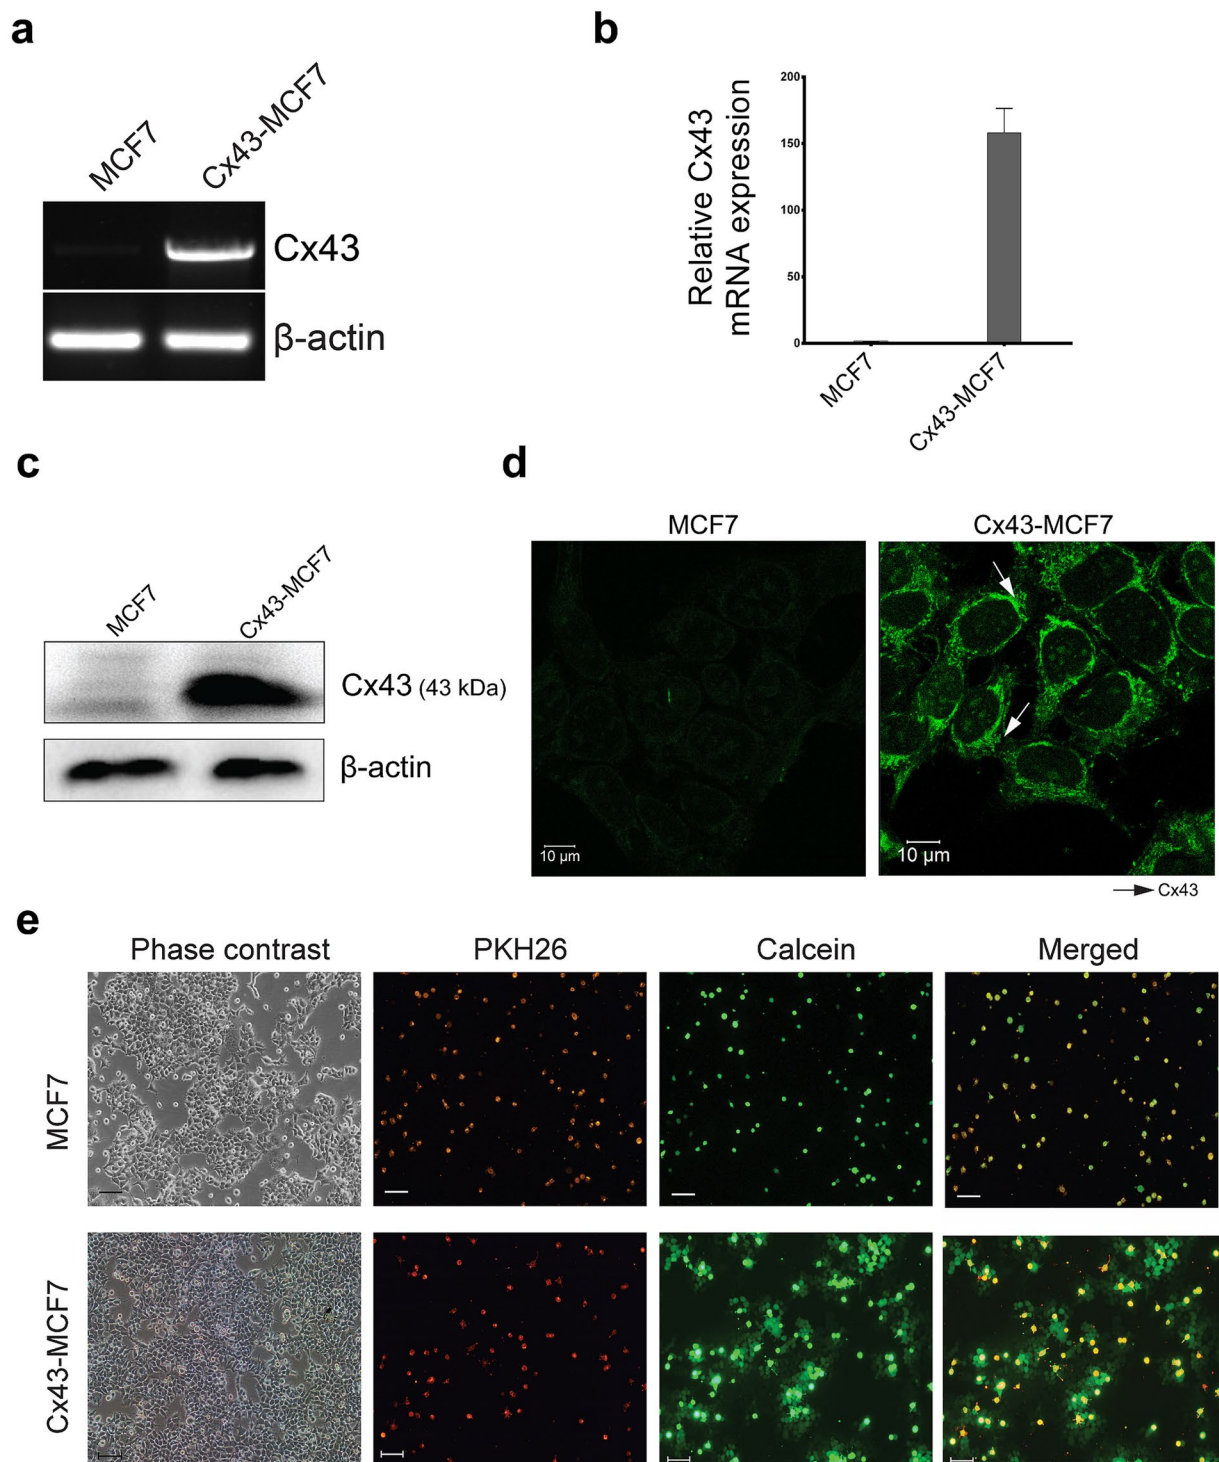 a
MCF7
Cx43-MCF7
Cx43
β-actin
b
Relative Cx43
mRNA expression
200
150
100
50
0
MCF7
Cx43-MCF7
c
MCF7
Cx43-MCF7
Cx43 (43 kDa)
β-actin
d
MCF7
Cx43-MCF7
10 µm
10 µm
Cx43
e
Phase contrast
PKH26
Calcein
Merged
MCF7
Cx43-MCF7